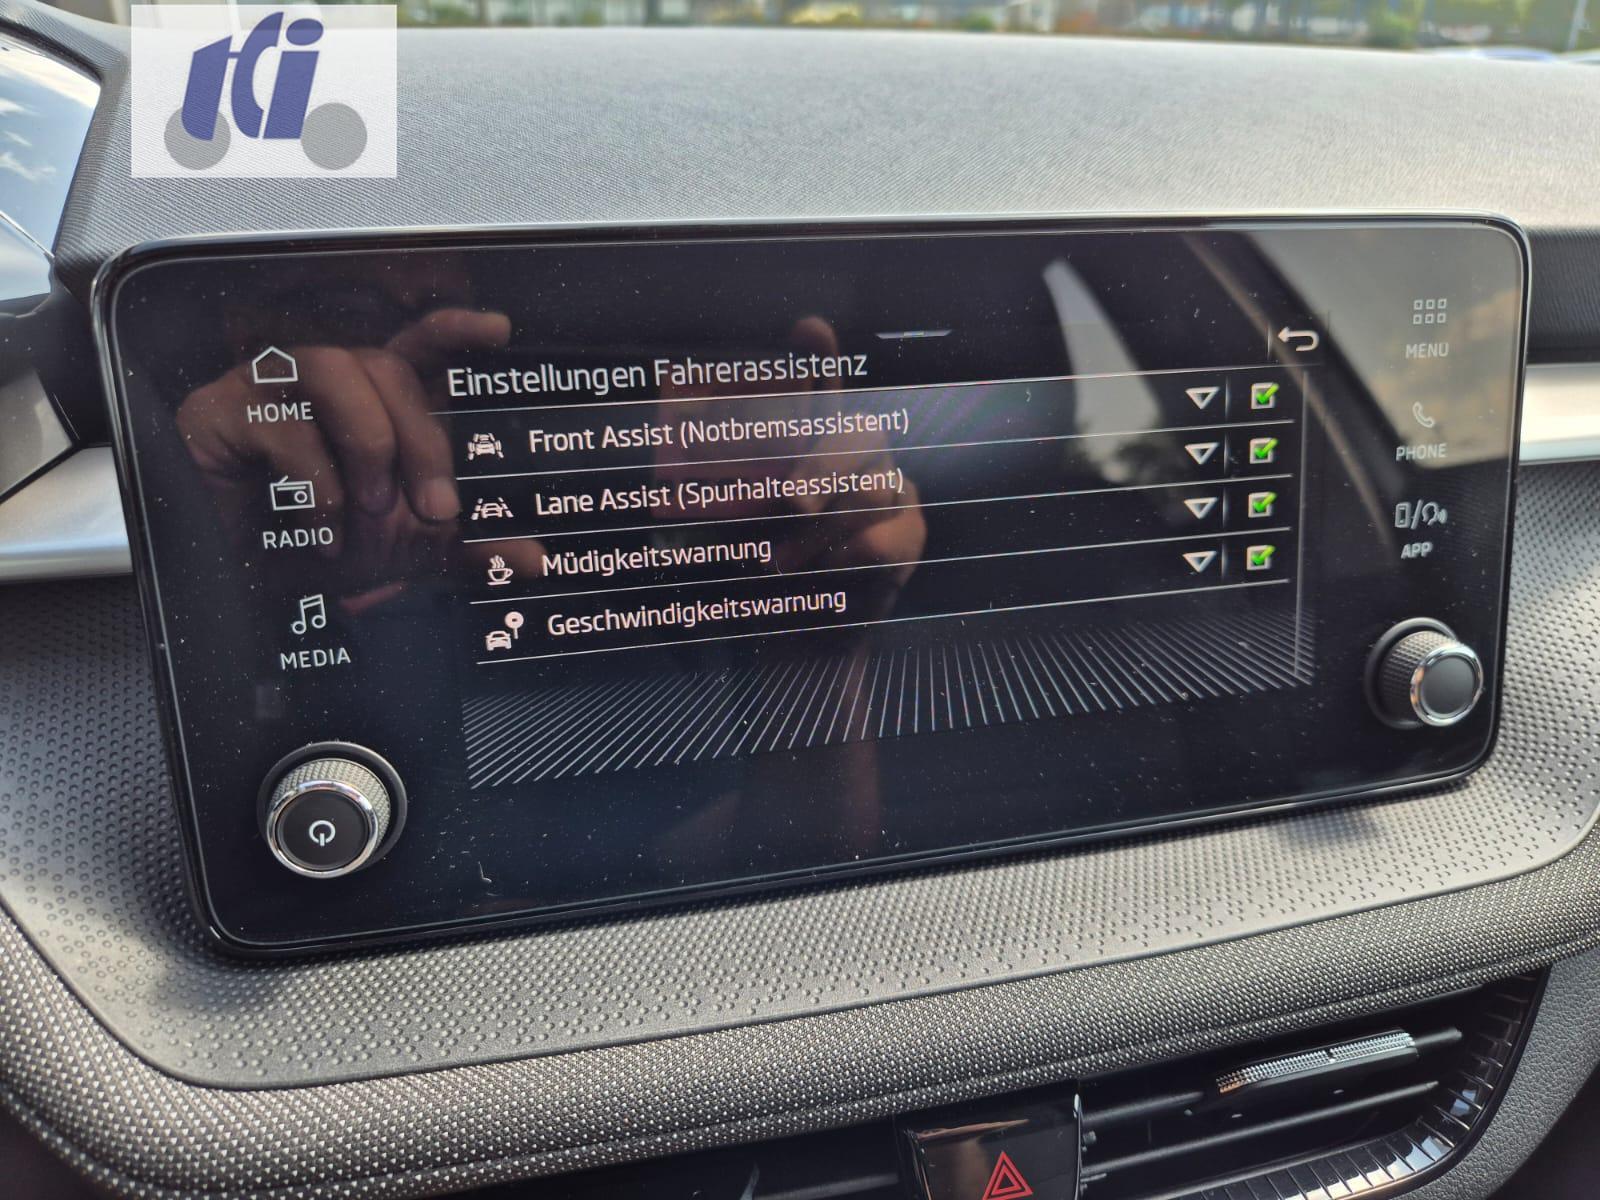 tCi
HOME
RADIO
MEDIA
Einstellungen Fahrerassistenz
Front Assist (Notbremsassistent)
Lane Assist (Spurhalteassistent)
Müdigkeitswarnung
Geschwindigkeitswarnung
MENU
PHONE
APP